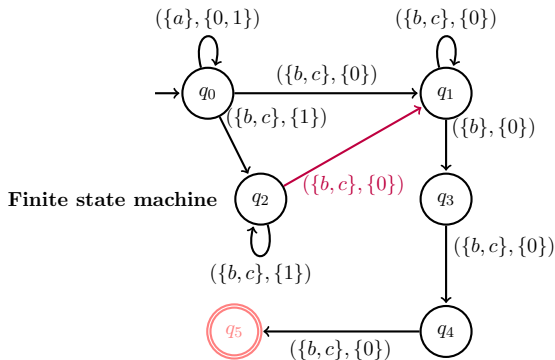 ({a}, {0, 1})
({b, c}, {0})
({b, c}, {0})
q0
q1
({b, c}, {1})
({b}, {0})
({b, c}, {0})
Finite state machine
q2
q3
({b, c}, {0})
({b, c}, {1})
q5
q4
({b, c}, {0})